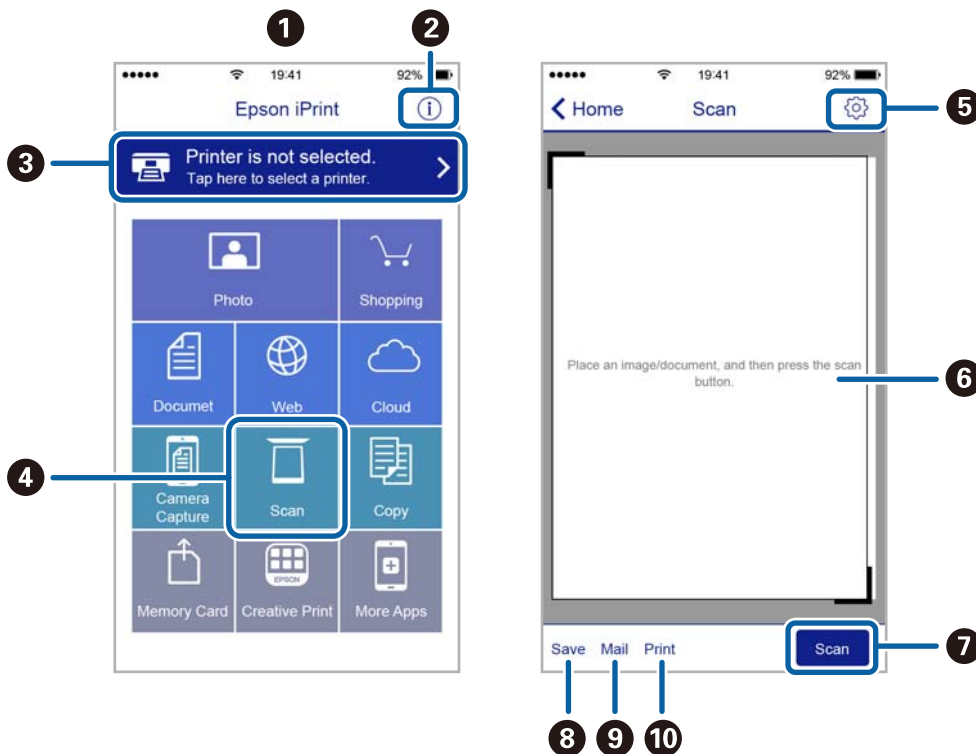 1
2
●●●●● 19:41 92%
Epson iPrint
3
Printer is not selected.
Tap here to select a printer.
Photo
Shopping
Documet
Web
Cloud
4
Camera
Capture
Scan
Copy
EPSON
Memory Card
Creative Print
More Apps
●●●●● 19:41 92%
Home
Scan
5
Place an image/document, and then press the scan
button.
6
Save Mail Print
Scan
7
8
9
10